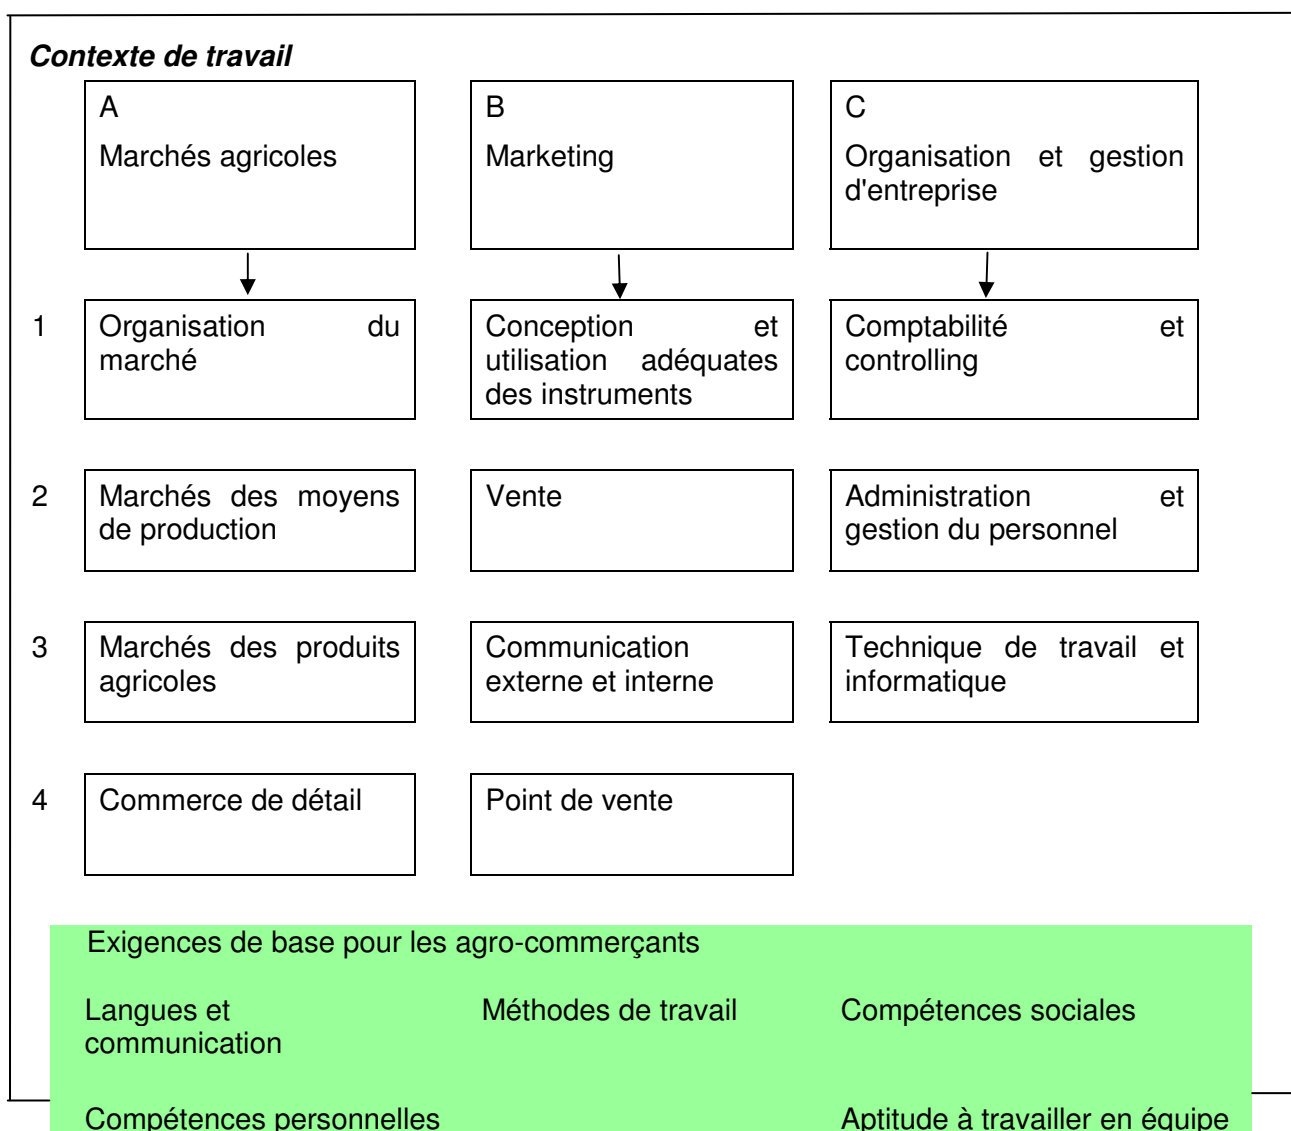 Contexte de travail
A
Marchés agricoles
B
Marketing
C
Organisation et gestion
d'entreprise
1
Organisation du
marché
Conception et
utilisation adéquates
des instruments
Comptabilité et
controlling
2
Marchés des moyens
de production
Vente
Administration et
gestion du personnel
3
Marchés des produits
agricoles
Communication
externe et interne
Technique de travail et
informatique
4
Commerce de détail
Point de vente
Exigences de base pour les agro-commerçants
Langues et
communication
Méthodes de travail
Compétences sociales
Compétences personnelles
Aptitude à travailler en équipe